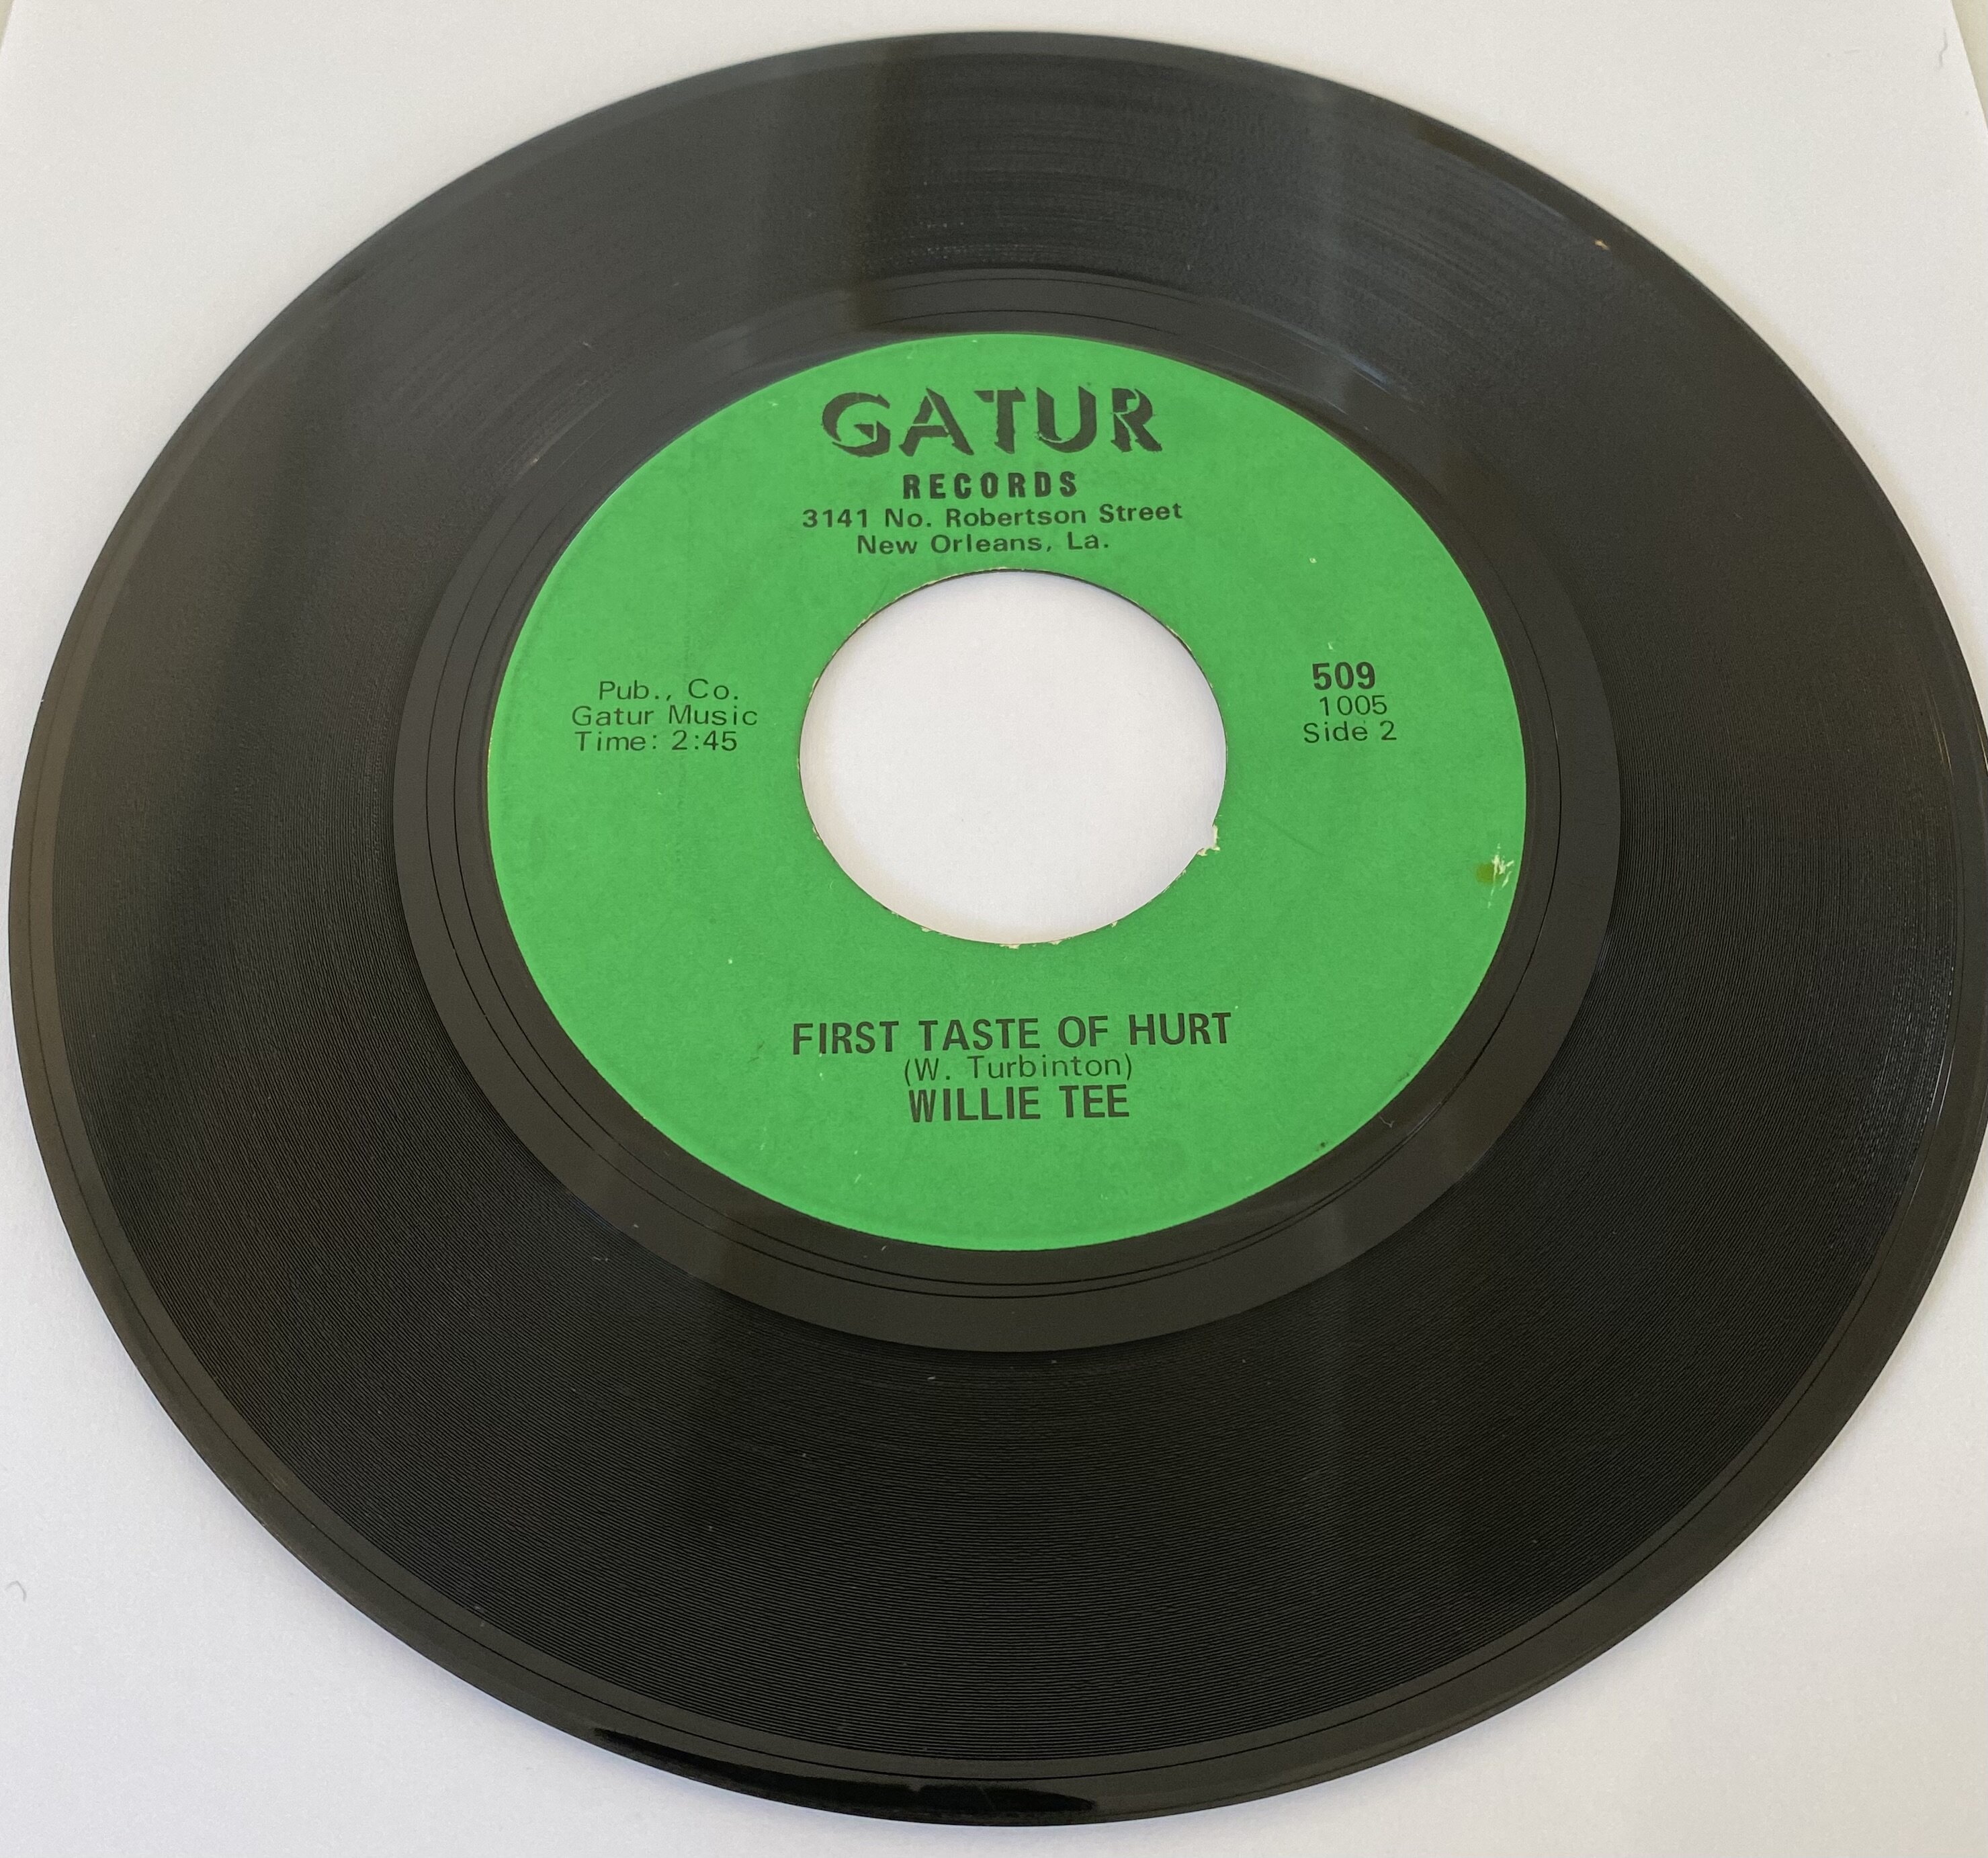 GATUR
RECORDS
3141 No. Robertson Street
New Orleans, La.
Pub., Co.
Gatur Music
Time: 2:45
509
1005
Side 2
FIRST TASTE OF HURT
(W. Turbinton)
WILLIE TEE